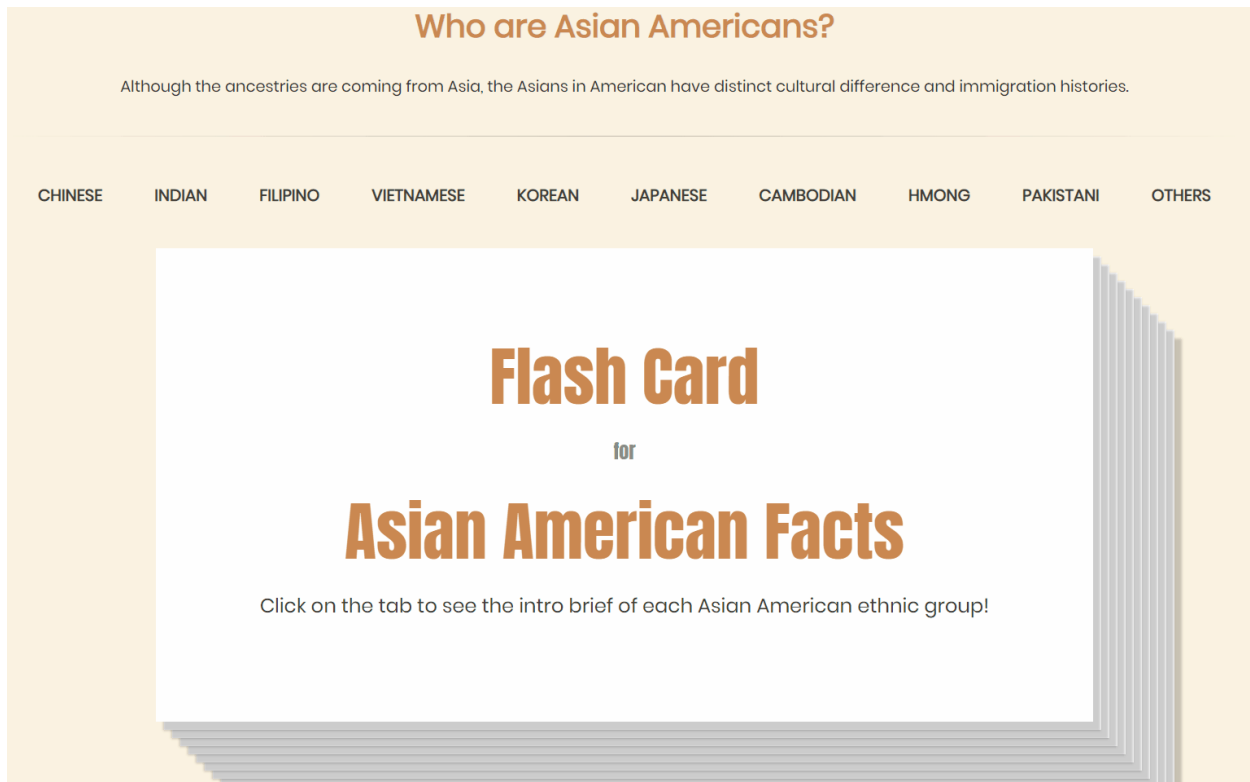 Who are Asian Americans?
Although the ancestries are coming from Asia, the Asians in American have distinct cultural difference and immigration histories.
CHINESE INDIAN FILIPINO VIETNAMESE KOREAN JAPANESE CAMBODIAN HMONG PAKISTANI OTHERS
Flash Card
for
Asian American Facts
Click on the tab to see the intro brief of each Asian American ethnic group!